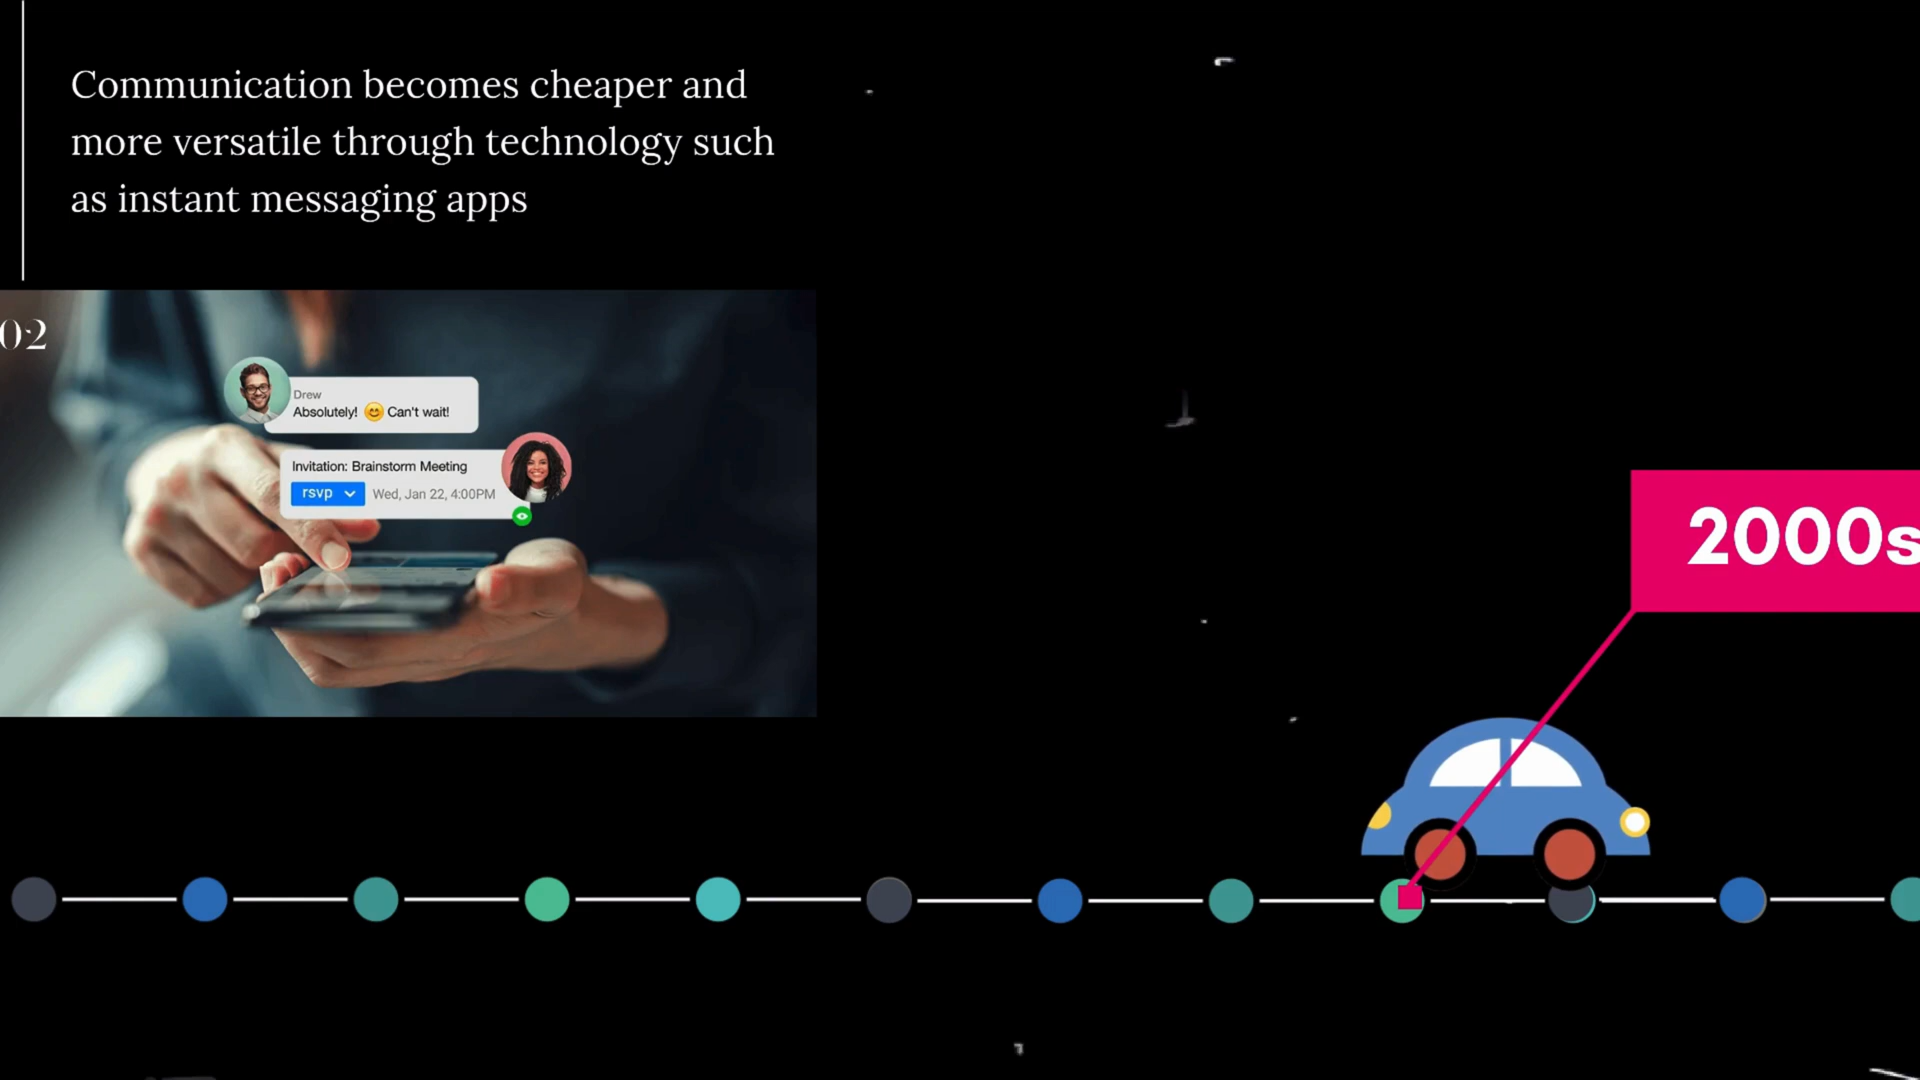 Communication becomes cheaper and
more versatile through technology such
as instant messaging apps
02
Drew
Absolutely! 😊 Can't wait!
Invitation: Brainstorm Meeting
rsvp Wed, Jan 22, 4:00PM
2000s